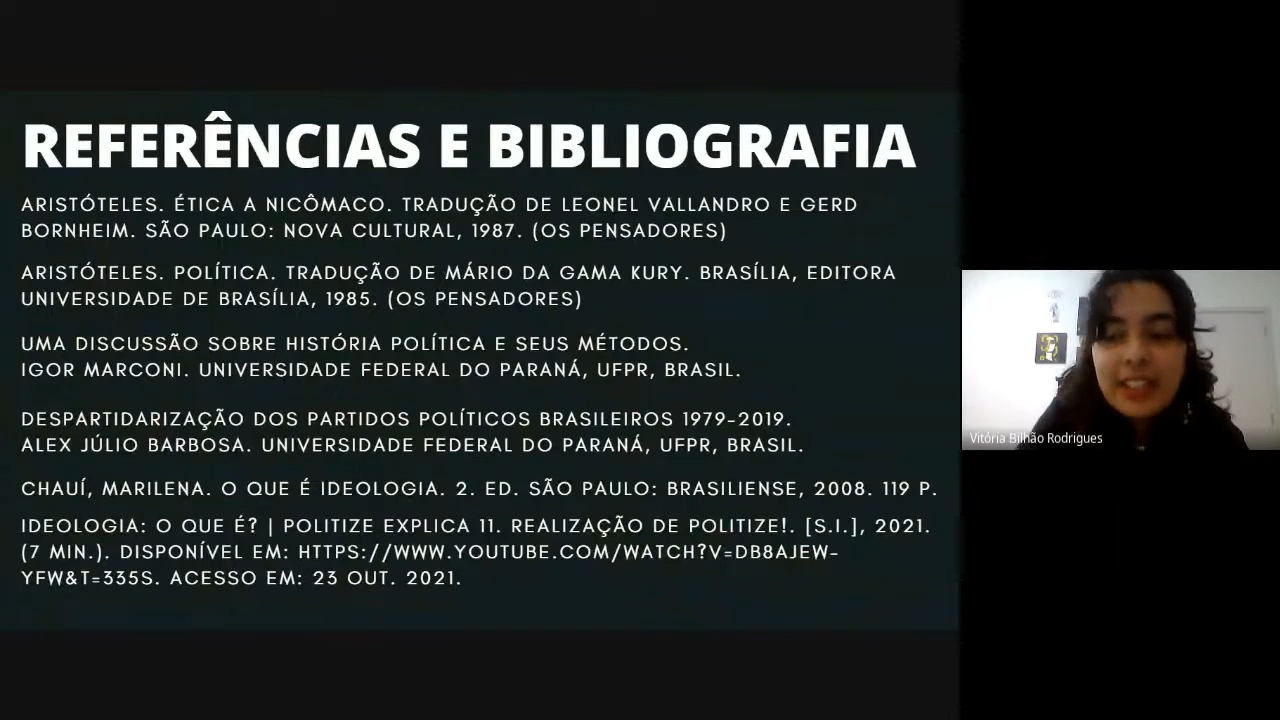 REFERÊNCIAS E BIBLIOGRAFIA
ARISTÓTELES. ÉTICA A NICÔMACO. TRADUÇÃO DE LEONEL VALLANDRO E GERD
BORNHEIM. SÃO PAULO: NOVA CULTURAL, 1987. (OS PENSADORES)
ARISTÓTELES. POLÍTICA. TRADUÇÃO DE MÁRIO DA GAMA KURY. BRASÍLIA, EDITORA
UNIVERSIDADE DE BRASÍLIA, 1985. (OS PENSADORES)
UMA DISCUSSÃO SOBRE HISTÓRIA POLÍTICA E SEUS MÉTODOS.
IGOR MARCONI. UNIVERSIDADE FEDERAL DO PARANÁ, UFPR, BRASIL.
DESPARTIDARIZAÇÃO DOS PARTIDOS POLÍTICOS BRASILEIROS 1979-2019.
ALEX JÚLIO BARBOSA. UNIVERSIDADE FEDERAL DO PARANÁ, UFPR, BRASIL.
CHAUÍ, MARILENA. O QUE É IDEOLOGIA. 2. ED. SÃO PAULO: BRASILIENSE, 2008. 119 P.
IDEOLOGIA: O QUE É? | POLITIZE EXPLICA 11. REALIZAÇÃO DE POLITIZE!. [S.I.], 2021.
(7 MIN.). DISPONÍVEL EM: HTTPS://WWW.YOUTUBE.COM/WATCH?V=DB8AJEW-
YFW&T=335S. ACESSO EM: 23 OUT. 2021.
Vitória Bilhão Rodrigues